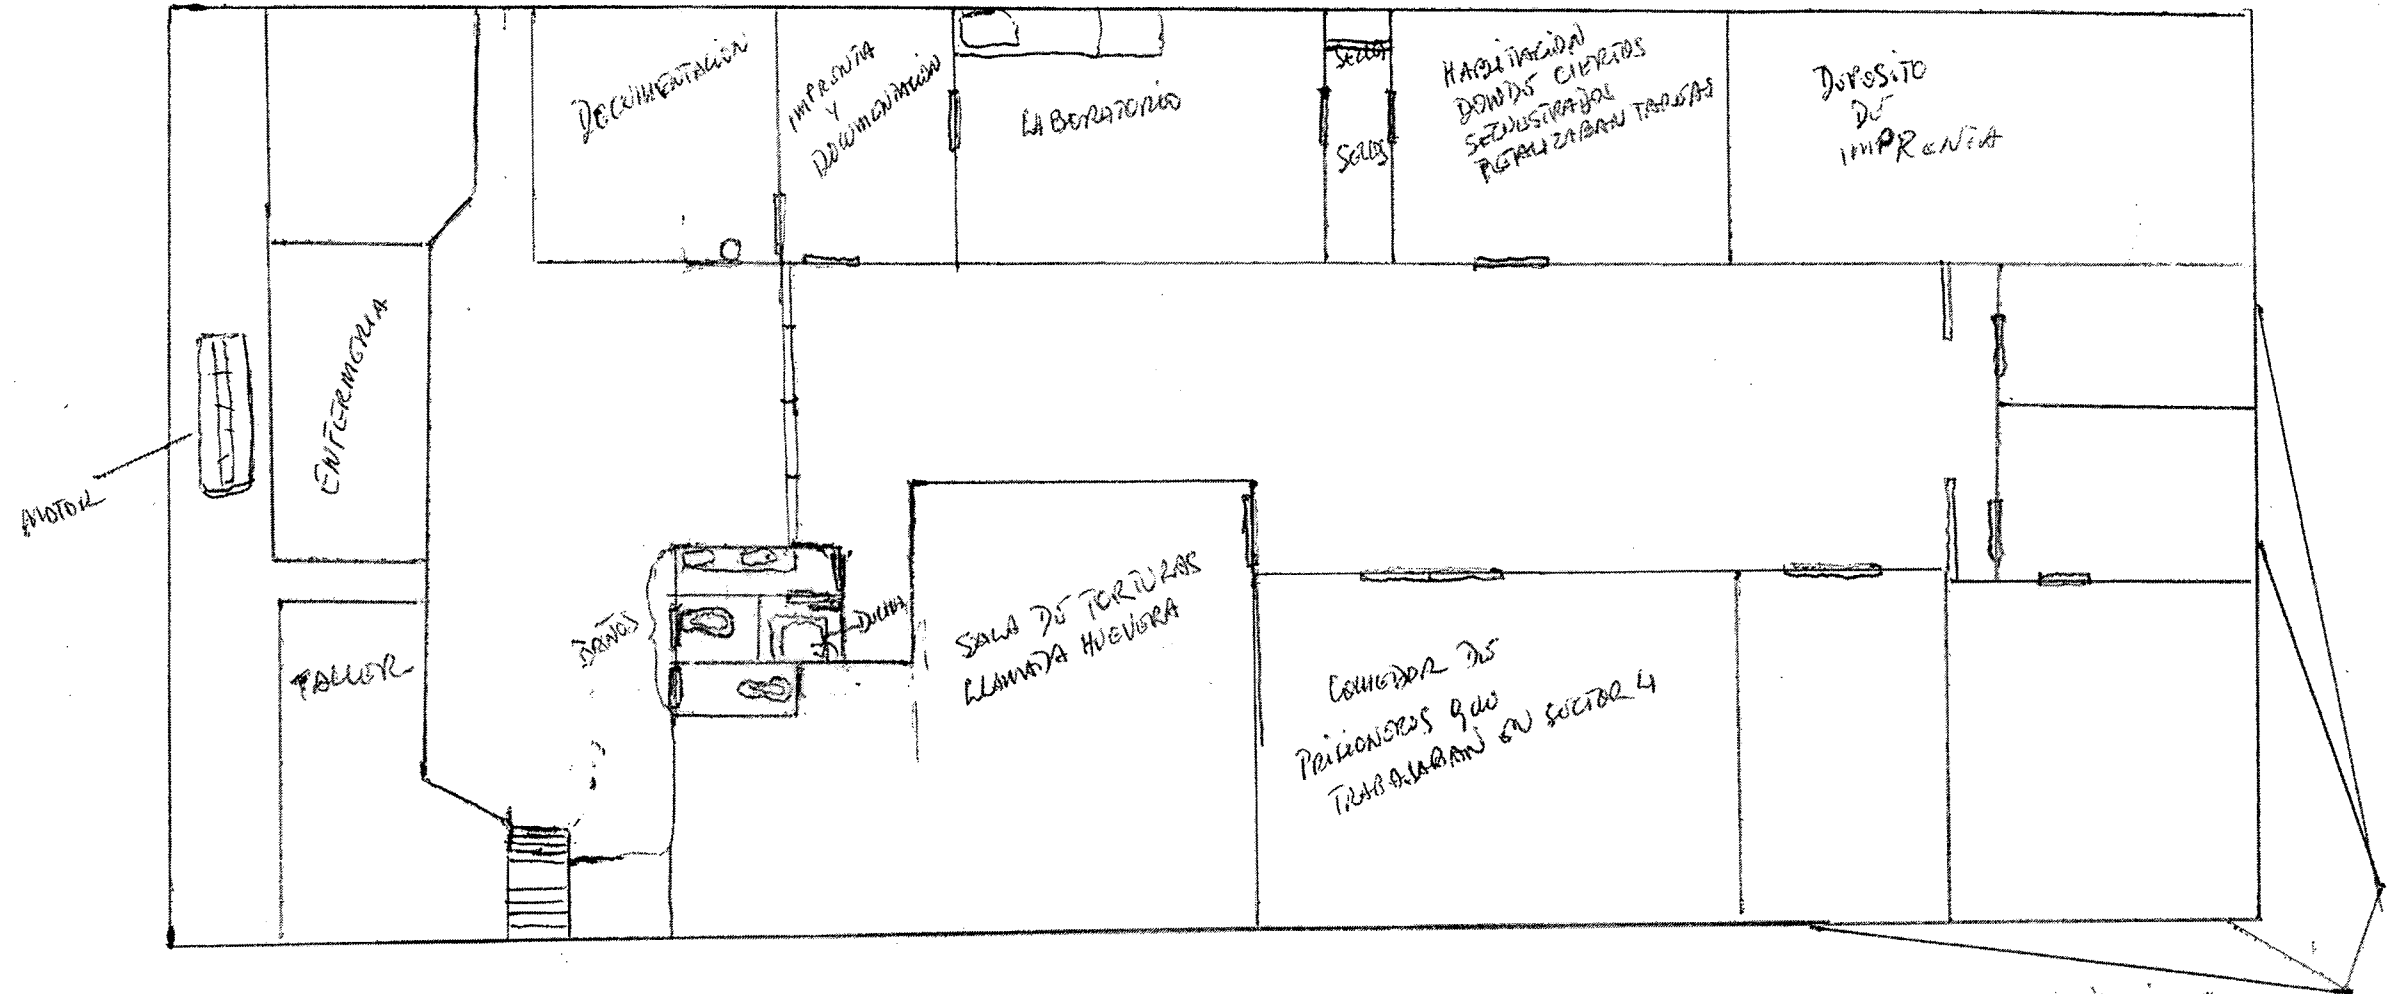 DOCUMENTACION
IMPRENTA
Y
DOCUMENTACION
LABORATORIO
SELLOS
SELLOS
HABITACION
DONDE CIERTOS
SECUESTRADOS
REALIZABAN TAREAS
DEPOSITO
DE
IMPRENTA
ENFERMERIA
MOTOR
TALLER
BAÑOS
DUCHA
SALA DE TORTURAS
LLAMADA HUEVERA
COMEDOR DE
PRISIONEROS que
TRABAJABAN EN SECTOR 4